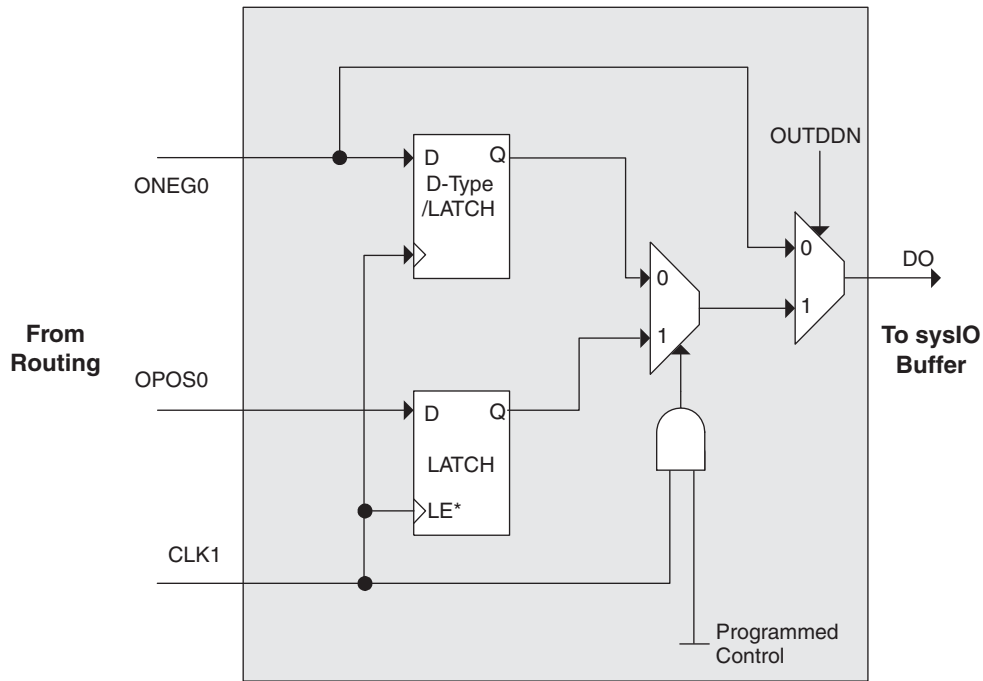 OUTDDN
D Q
D-Type
/LATCH
ONEG0
0
DO
0
1
1
From
Routing
To sysIO
Buffer
OPOS0
D Q
LATCH
LE*
CLK1
Programmed
Control